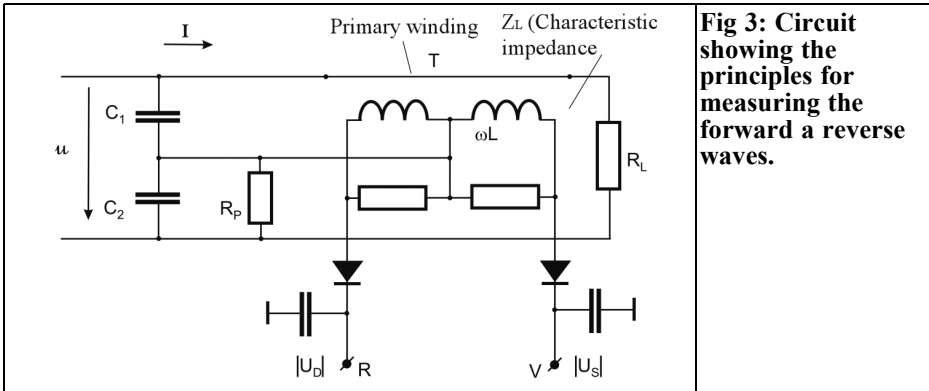 I
Primary winding
ZL (Characteristic
impedance
T
C1
ωL
u
RL
C2
RP
|UD|
R
V
|US|
Fig 3: Circuit
showing the
principles for
measuring the
forward a reverse
waves.